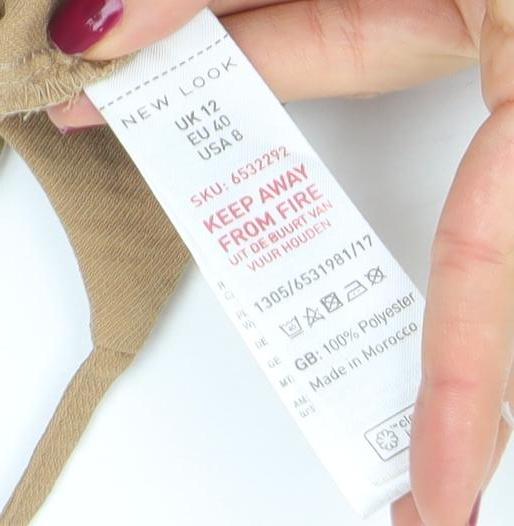 NEW LOOK
UK 12
EU 40
USA 8
SKU: 6532292
KEEP AWAY
FROM FIRE
UIT DE BUURT VAN
VUUR HOUDEN
1305/6531981/17
40
GB: 100% Polyester
Made in Morocco